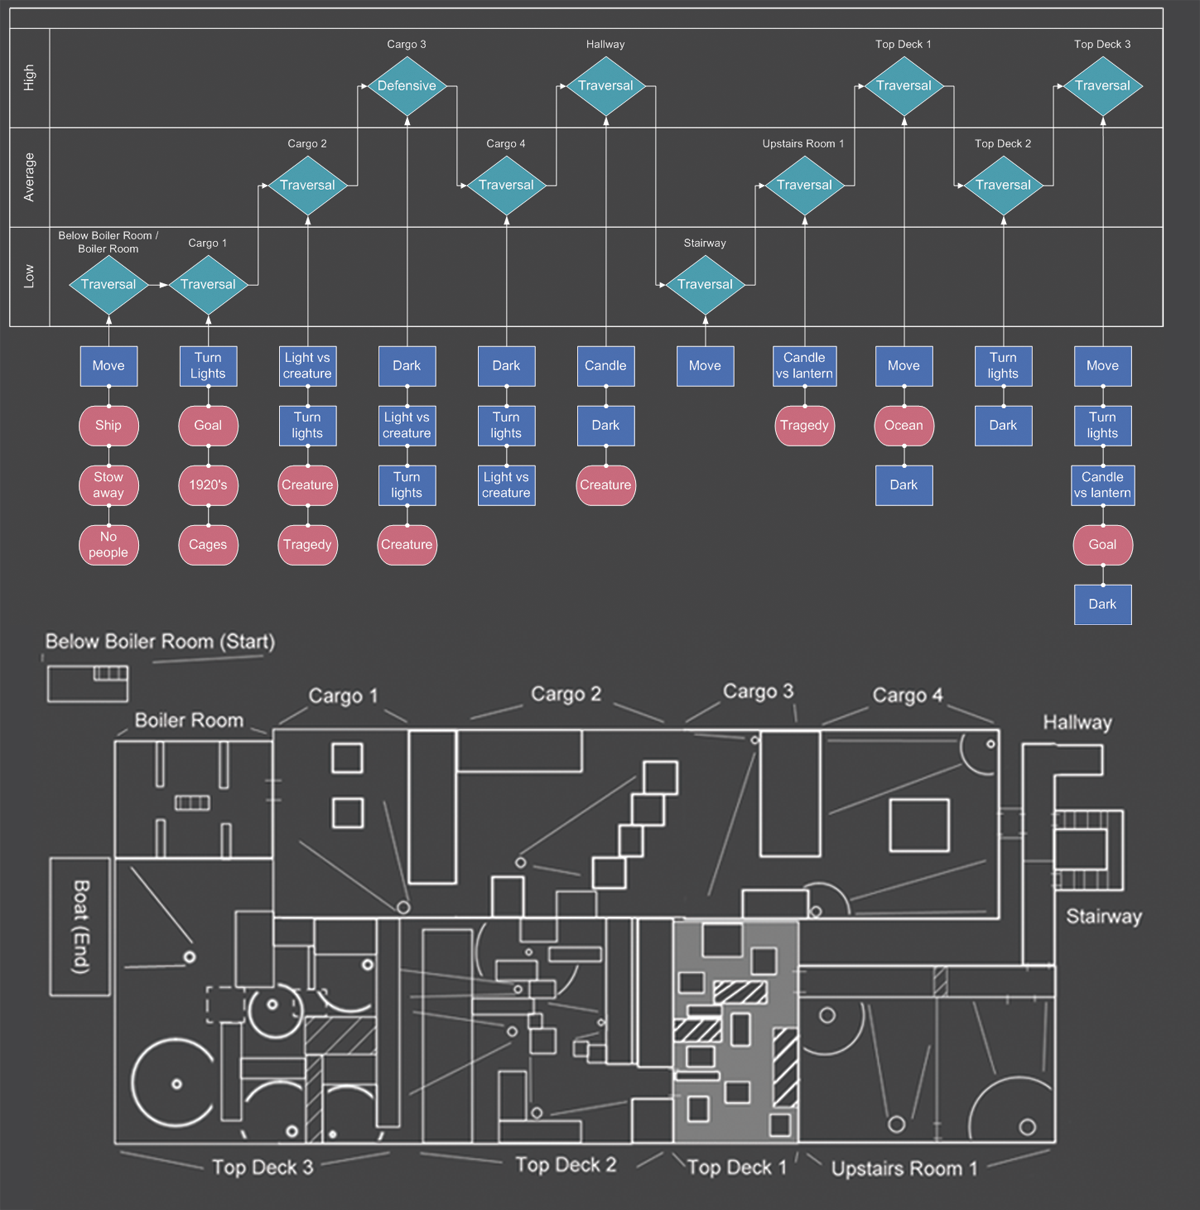 High
Average
Low
Cargo 3
Defensive
Hallway
Traversal
Top Deck 1
Traversal
Top Deck 3
Traversal
Cargo 2
Traversal
Cargo 4
Traversal
Upstairs Room 1
Traversal
Top Deck 2
Traversal
Below Boiler Room /
Boiler Room
Traversal
Cargo 1
Traversal
Stairway
Traversal
Move
Ship
Stow
away
No
people
Turn
Lights
Goal
1920's
Cages
Light vs
creature
Turn
lights
Creature
Tragedy
Dark
Light vs
creature
Turn
lights
Creature
Dark
Turn
lights
Light vs
creature
Candle
Dark
Creature
Move
Candle
vs lantern
Tragedy
Move
Ocean
Dark
Turn
lights
Dark
Move
Turn
lights
Candle
vs lantern
Goal
Dark
Below Boiler Room (Start)
Boiler Room
Cargo 1
Cargo 2
Cargo 3
Cargo 4
Hallway
Stairway
Boat (End)
Top Deck 3
Top Deck 2
Top Deck 1
Upstairs Room 1